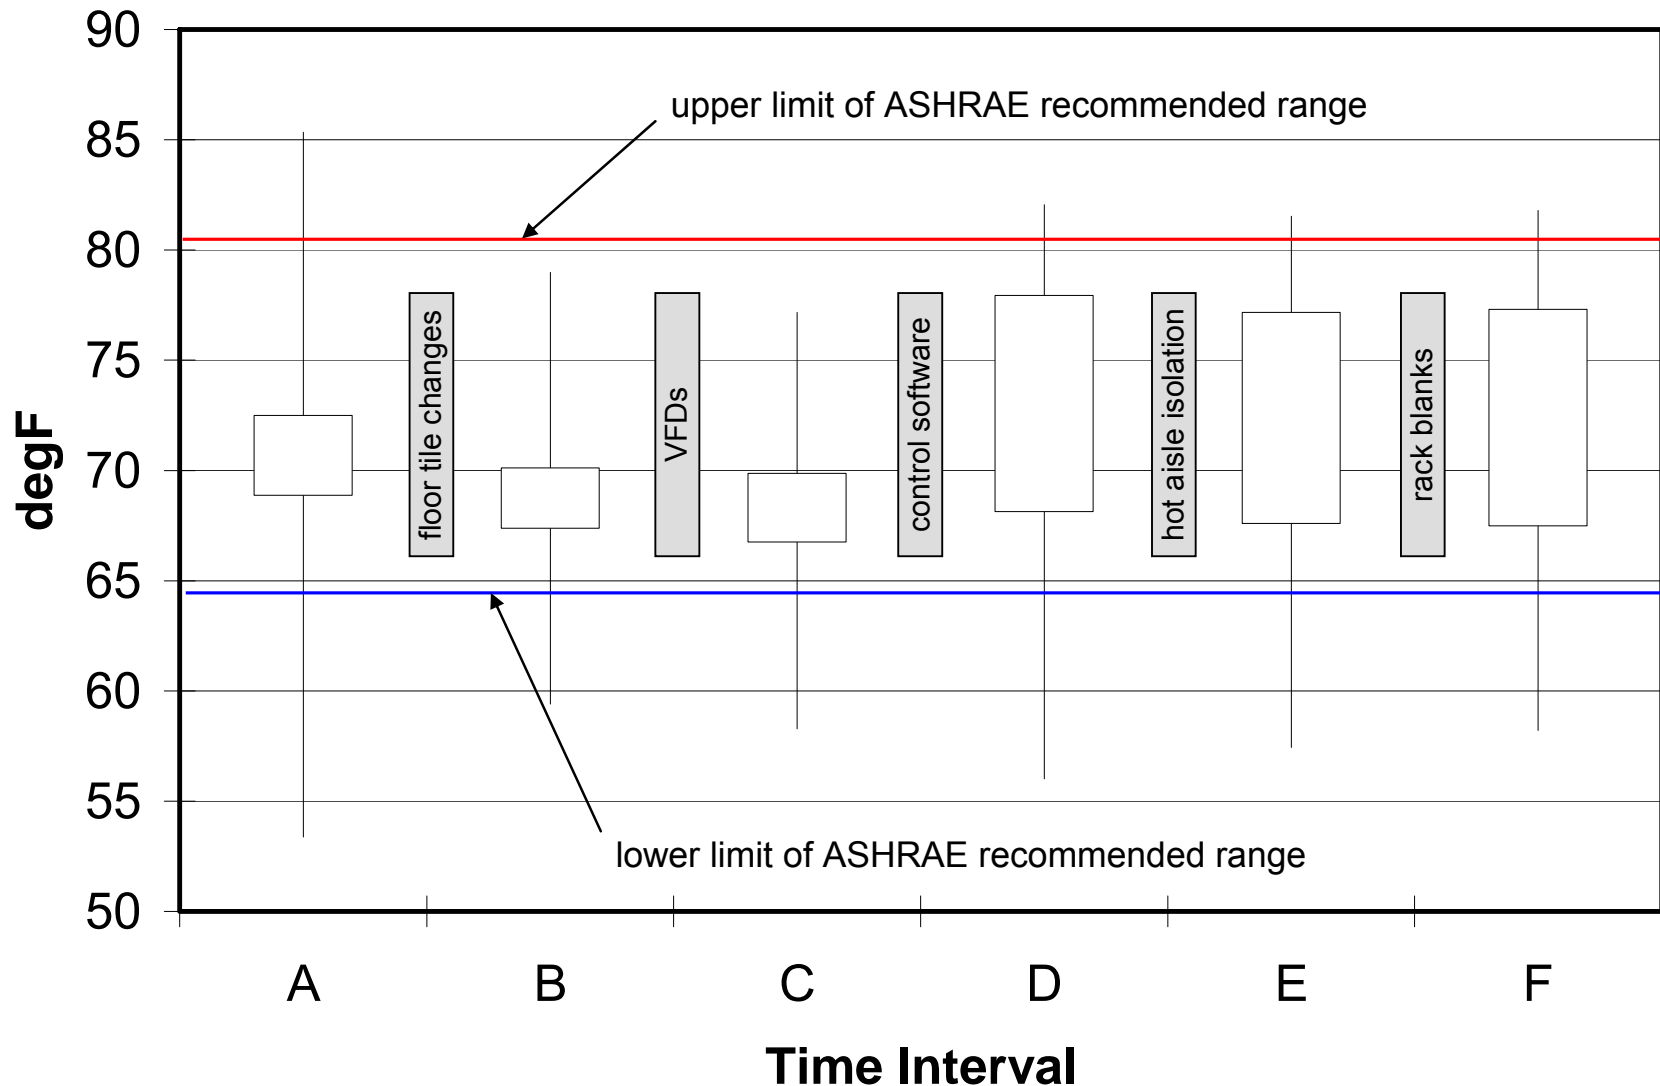 90
upper limit of ASHRAE recommended range
85
80
75
70
65
60
55
50
degF
floor tile changes
VFDs
control software
hot aisle isolation
rack blanks
lower limit of ASHRAE recommended range
A B C D E F
Time Interval